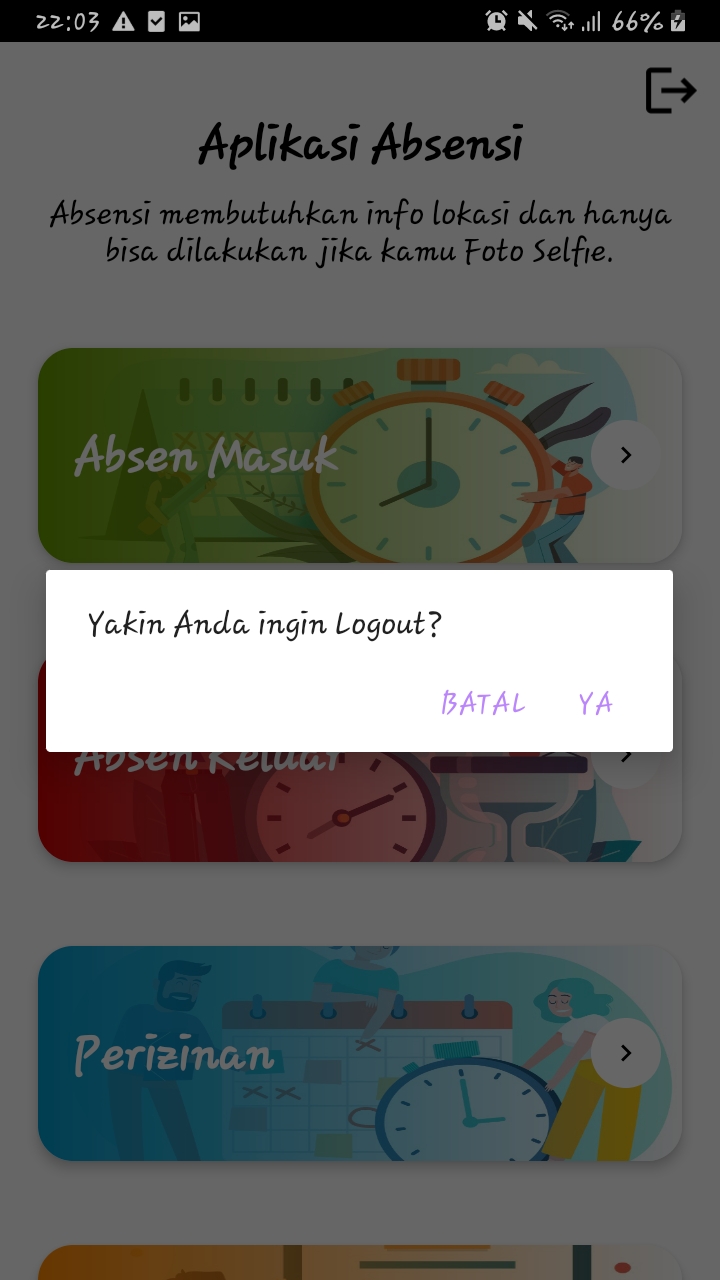 22:03
66%
Aplikasi Absensi
Absensi membutuhkan info lokasi dan hanya
bisa dilakukan jika kamu Foto Selfie.
Absen Masuk
Yakin Anda ingin Logout?
BATAL YA
Absen Keluar
Perizinan